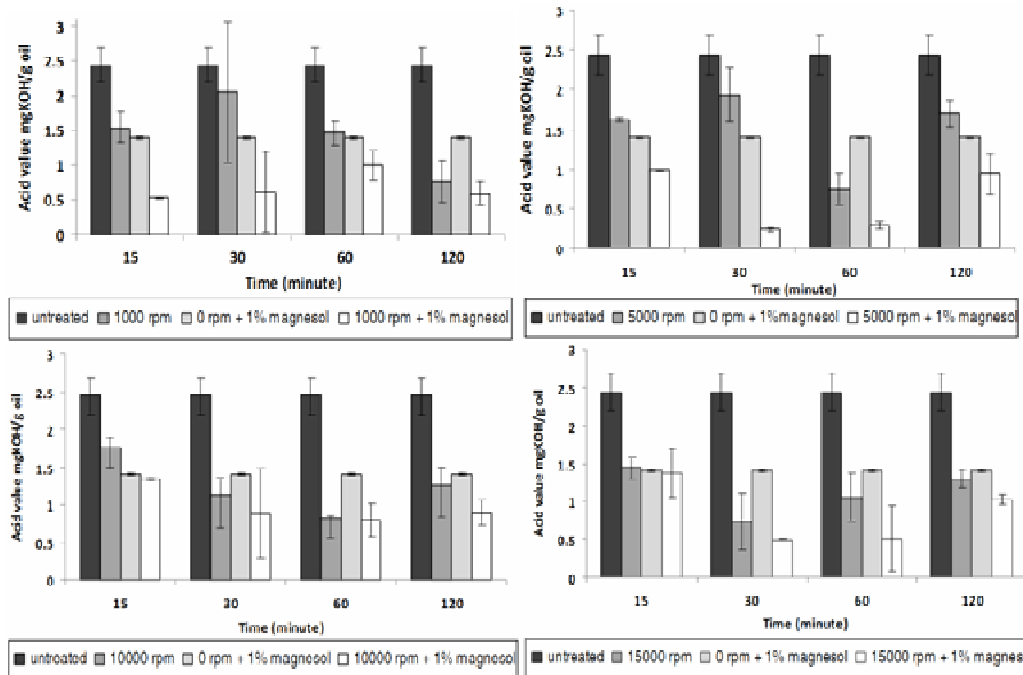 3
2.5
2
1.5
1
0.5
0
Acid value mgKOH/g oil
15 30 60 120
Time (minute)
untreated 1000 rpm 0 rpm + 1% magnesol 1000 rpm + 1% magnesol
3
2.5
2
1.5
1
0.5
0
Acid value mgKOH/g oil
15 30 60 120
Time (minute)
untreated 5000 rpm 0 rpm + 1%magnesol 5000 rpm + 1% magnesol
3
2.5
2
1.5
1
0.5
0
Acid value mgKOH/g oil
15 30 60 120
Time (minute)
untreated 10000 rpm 0 rpm + 1% magnesol 10000 rpm + 1% magnesol
3
2.5
2
1.5
1
0.5
0
Acid value mgKOH/g oil
15 30 60 120
Time (minute)
untreated 15000 rpm 0 rpm + 1% magnesol 15000 rpm + 1% magnes